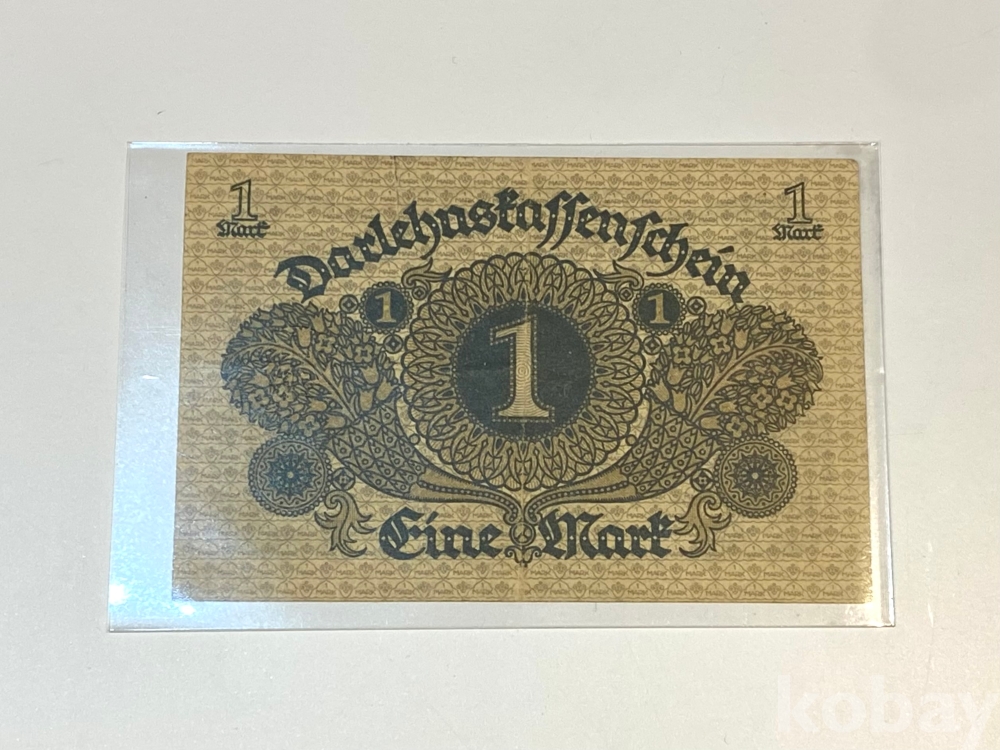 1
Mark
1
Mark
Darlehnskassenschein
1
1
1
Eine Mark
kobay